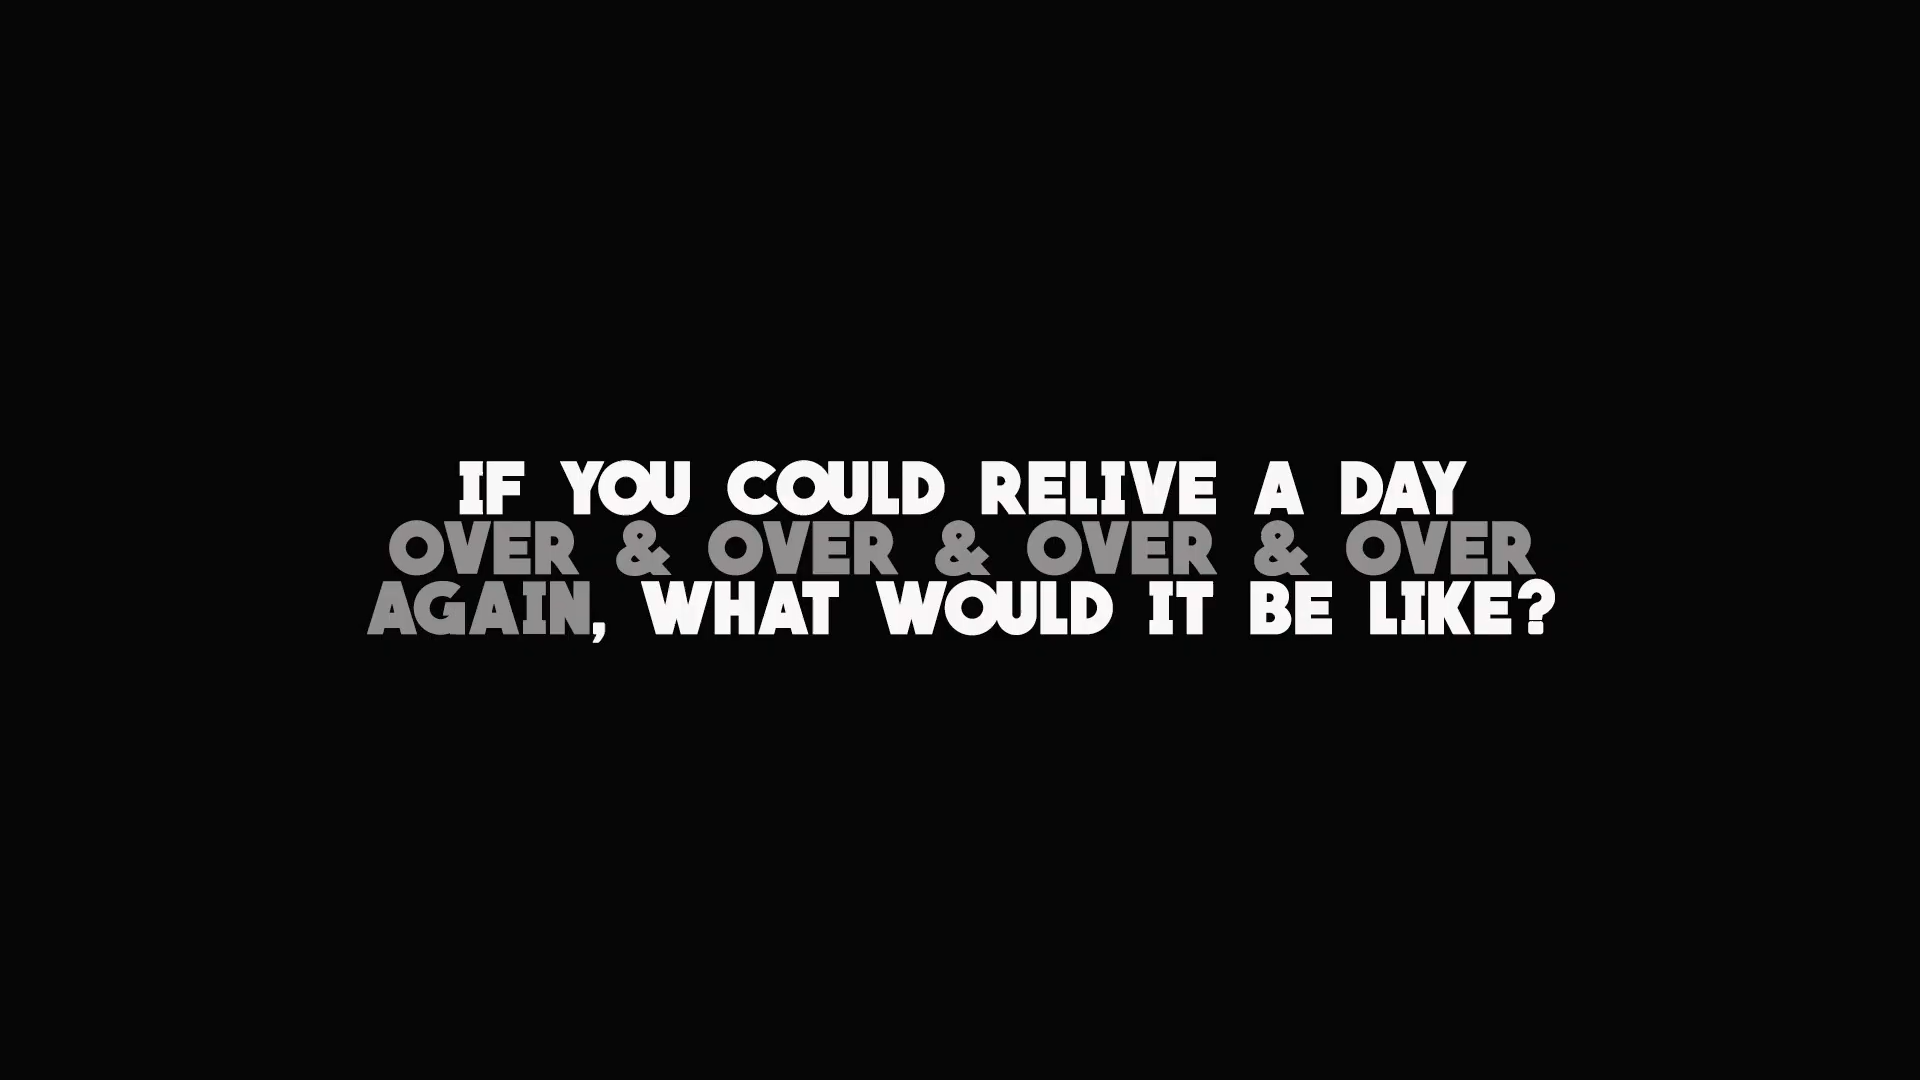 IF YOU COULD RELIVE A DAY
OVER & OVER & OVER & OVER
AGAIN, WHAT WOULD IT BE LIKE?